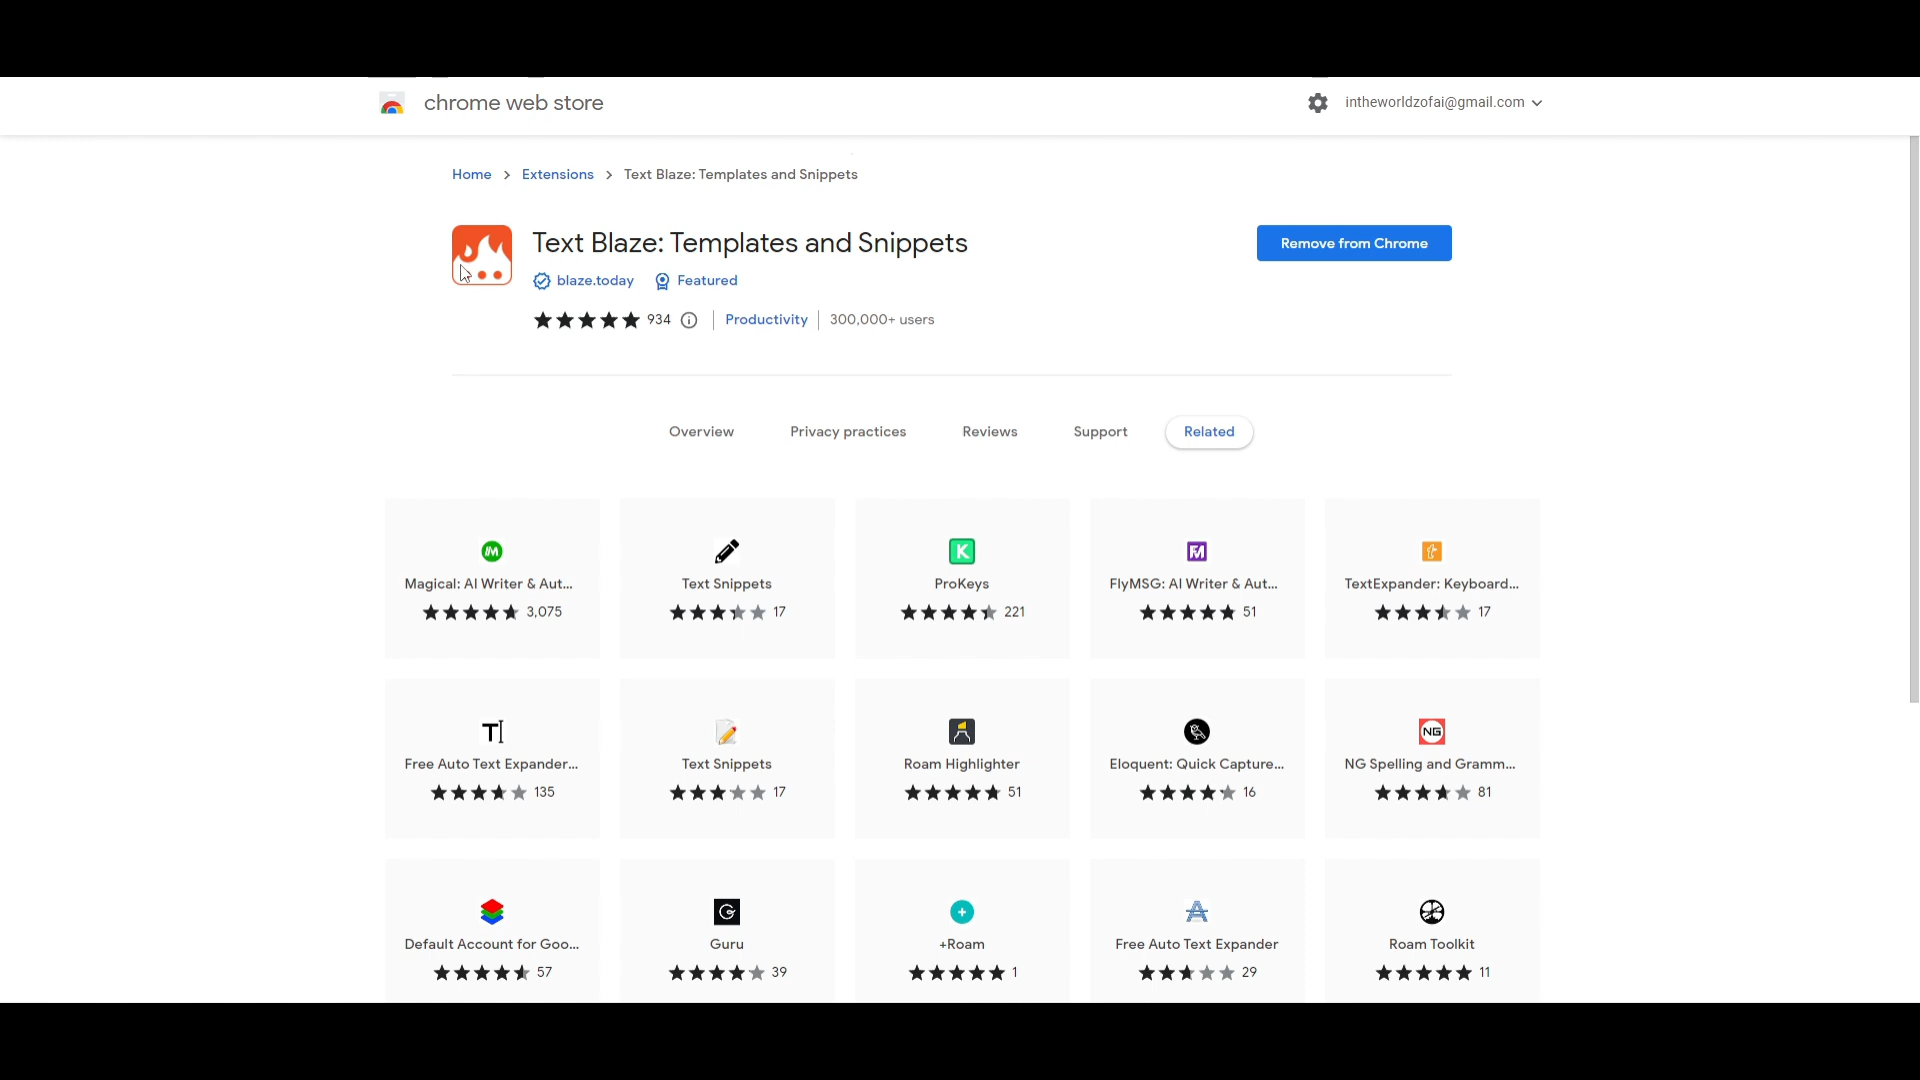 chrome web store
intheworldzofai@gmail.com
Home > Extensions > Text Blaze: Templates and Snippets
Text Blaze: Templates and Snippets
Remove from Chrome
blaze.today Featured
934 Productivity 300,000+ users
Overview Privacy practices Reviews Support Related
Magical: AI Writer & Aut...
3,075
Text Snippets
17
K
ProKeys
221
FM
FlyMSG: AI Writer & Aut...
51
TextExpander: Keyboard...
17
Free Auto Text Expander...
135
Text Snippets
17
Roam Highlighter
51
Eloquent: Quick Capture...
16
NG
NG Spelling and Gramm...
81
Default Account for Goo...
57
G
Guru
39
+Roam
1
Free Auto Text Expander
29
Roam Toolkit
11